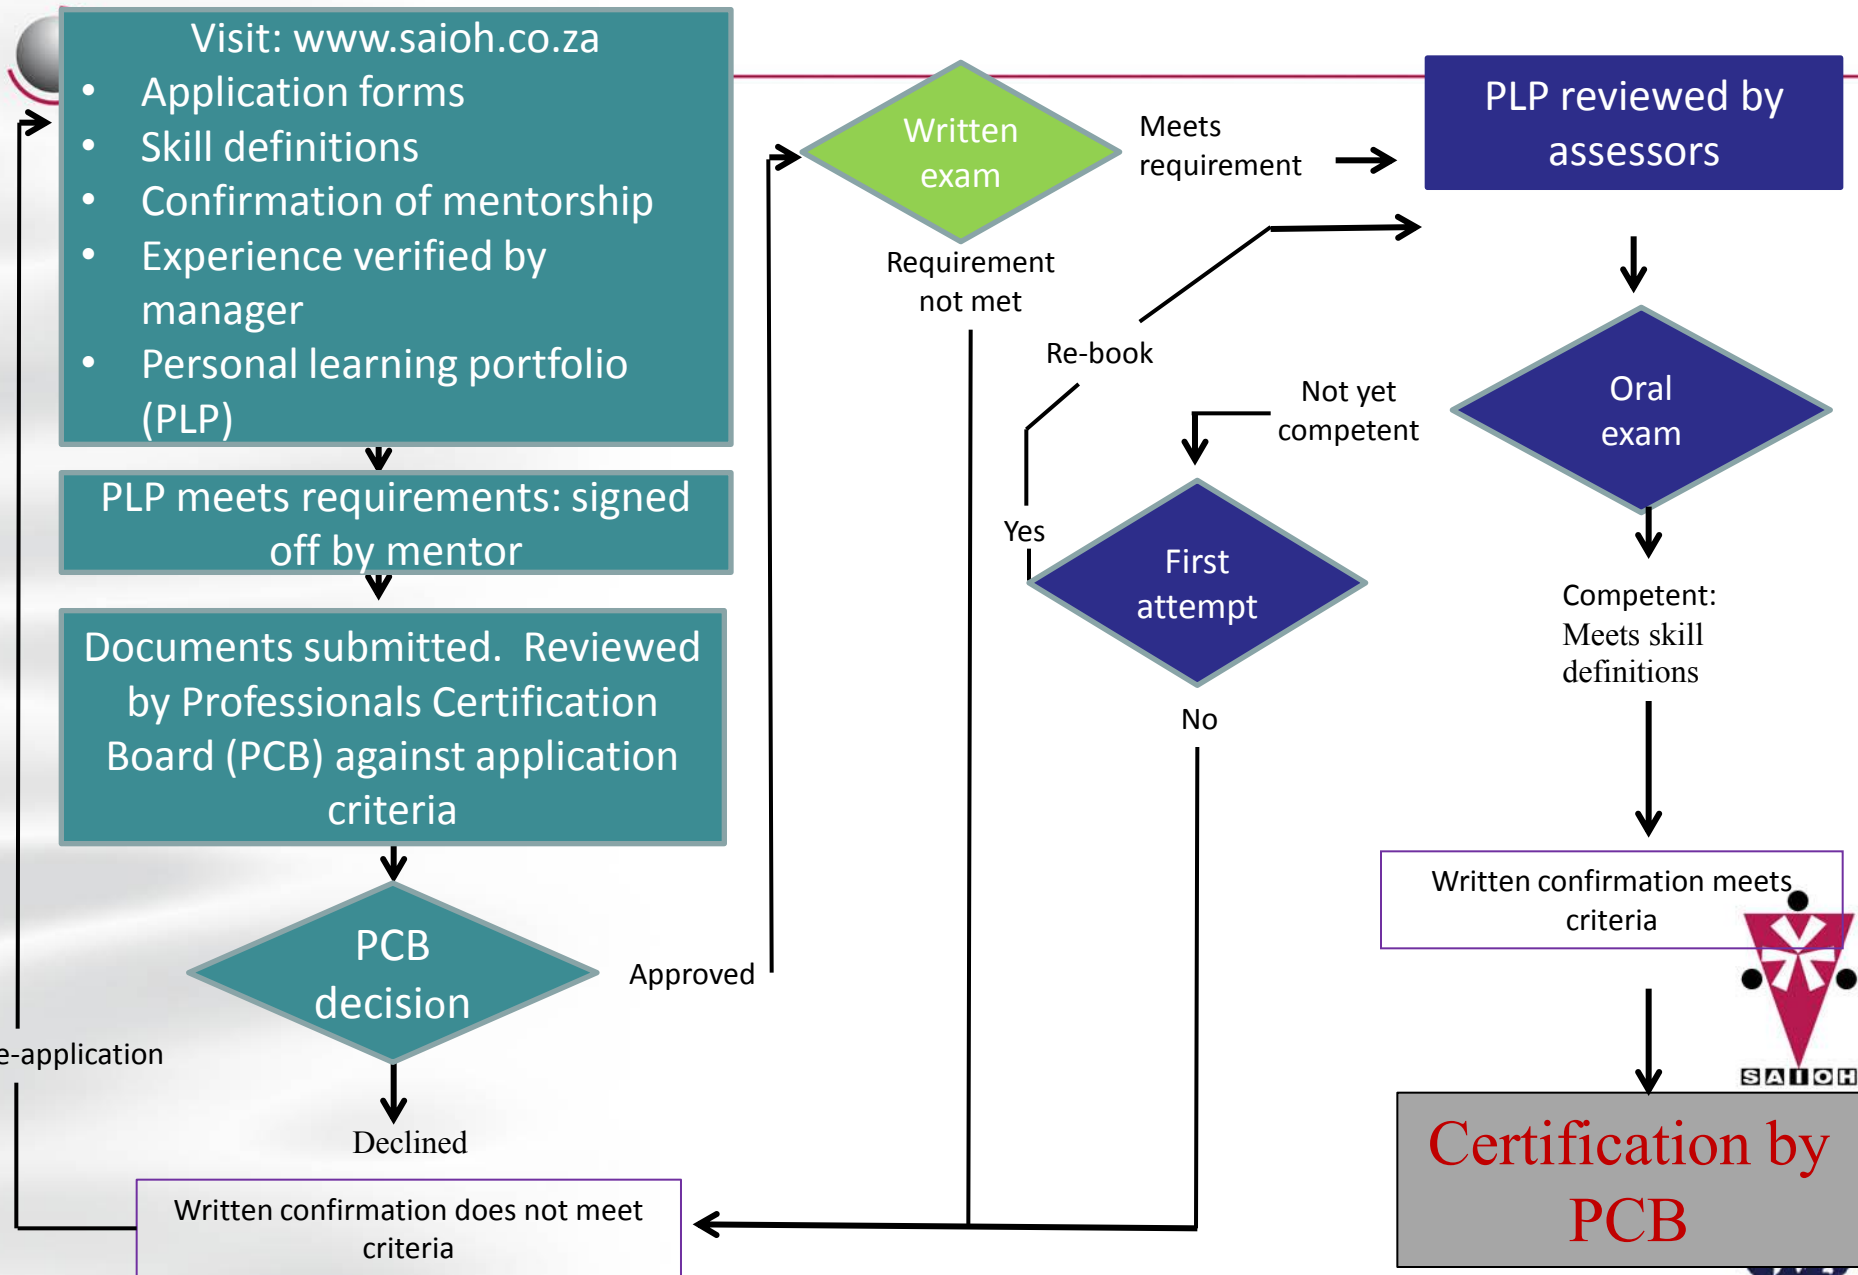 Visit: www.saioh.co.za
• Application forms
• Skill definitions
• Confirmation of mentorship
• Experience verified by
manager
• Personal learning portfolio
(PLP)
PLP meets requirements: signed
off by mentor
Documents submitted. Reviewed
by Professionals Certification
Board (PCB) against application
criteria
PCB
decision
Approved
e-application
Declined
Written confirmation does not meet
criteria
Written
exam
Meets
requirement
Requirement
not met
PLP reviewed by
assessors
Re-book
Not yet
competent
Oral
exam
Yes
First
attempt
No
Competent:
Meets skill
definitions
Written confirmation meets
criteria
SAIOH
Certification by
PCB